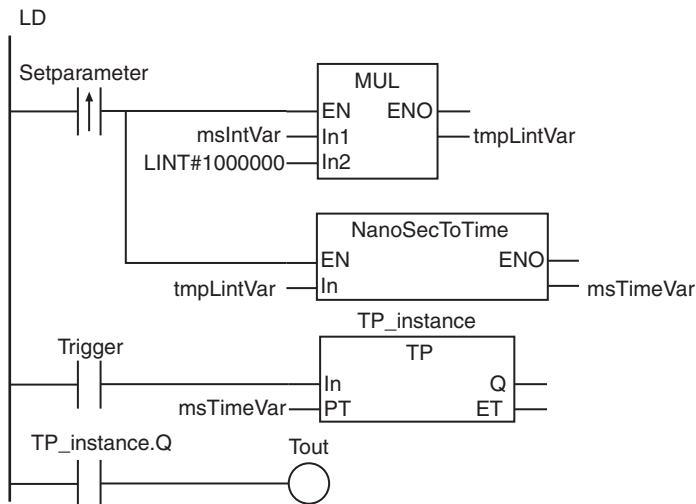 LD
Setparameter
MUL
EN ENO
msIntVar In1 tmpLintVar
LINT#1000000 In2
NanoSecToTime
EN ENO
tmpLintVar In msTimeVar
TP_instance
Trigger TP
In Q
msTimeVar PT ET
TP_instance.Q Tout